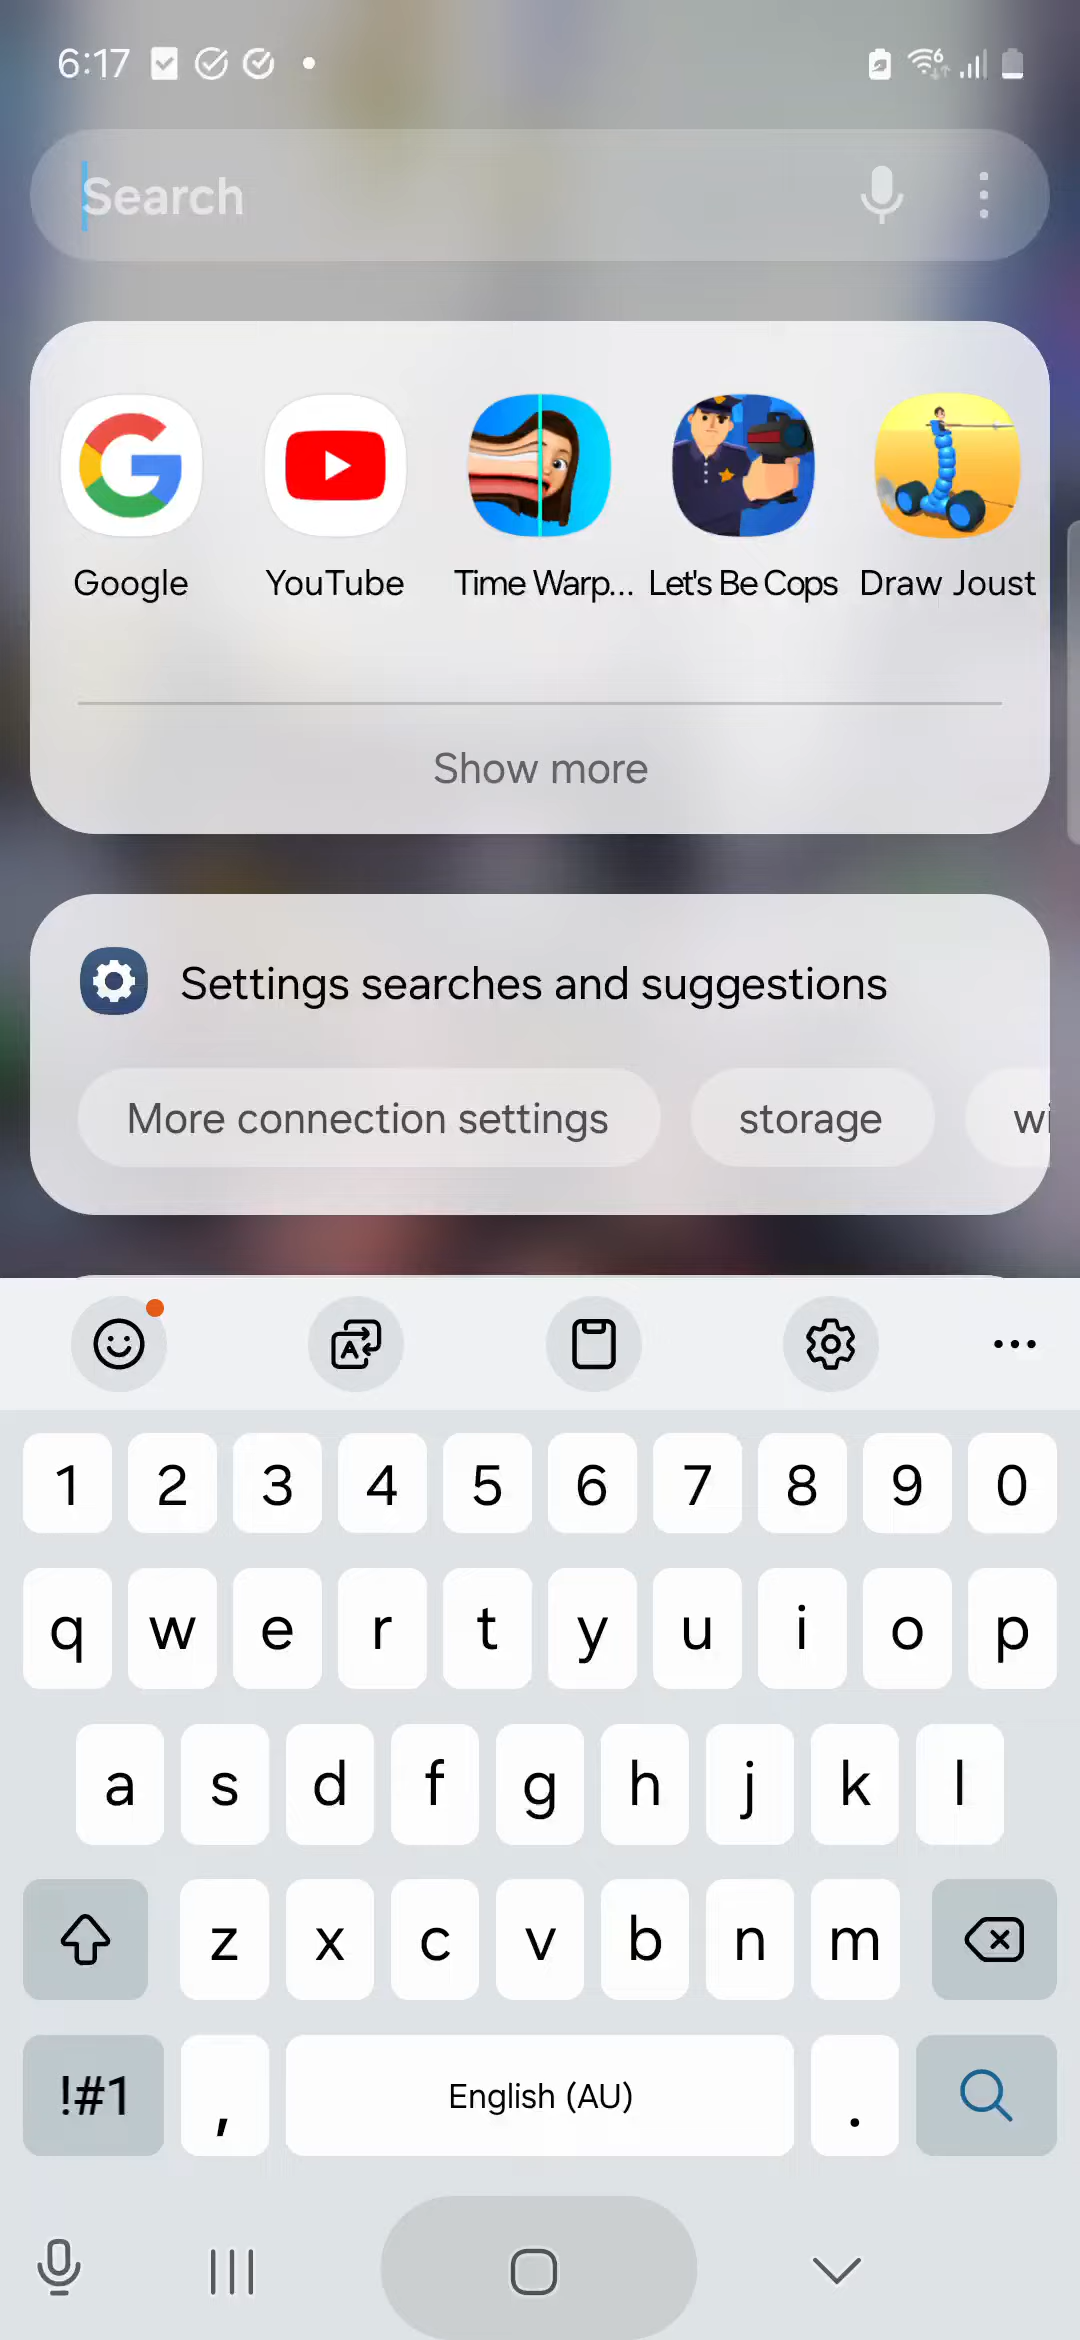 6:17
Search
Google YouTube Time Warp... Let's Be Cops Draw Joust
Show more
Settings searches and suggestions
More connection settings storage wi
1 2 3 4 5 6 7 8 9 0
q w e r t y u i o p
a s d f g h j k l
z x c v b n m
!#1 , English (AU) .